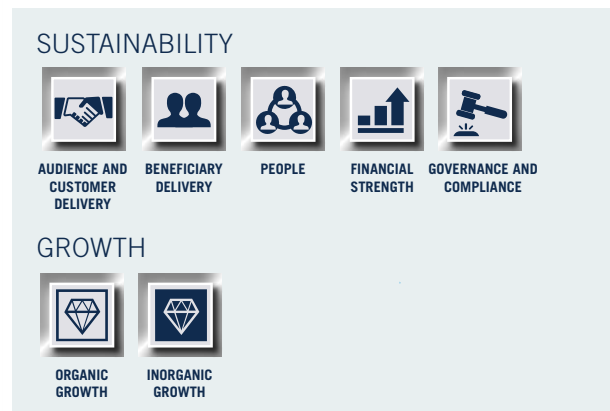 SUSTAINABILITY
AUDIENCE AND
CUSTOMER
DELIVERY
BENEFICIARY
DELIVERY
PEOPLE
FINANCIAL
STRENGTH
GOVERNANCE AND
COMPLIANCE
GROWTH
ORGANIC
GROWTH
INORGANIC
GROWTH